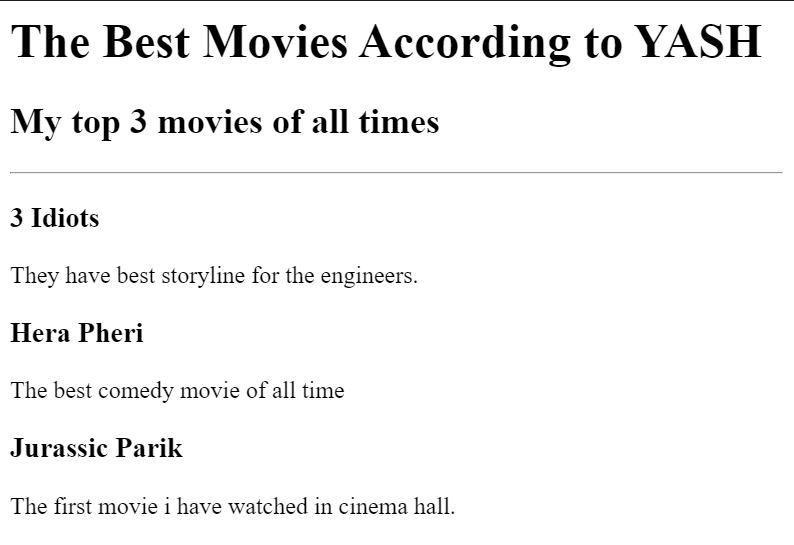 The Best Movies According to YASH
My top 3 movies of all times
3 Idiots
They have best storyline for the engineers.
Hera Pheri
The best comedy movie of all time
Jurassic Parik
The first movie i have watched in cinema hall.